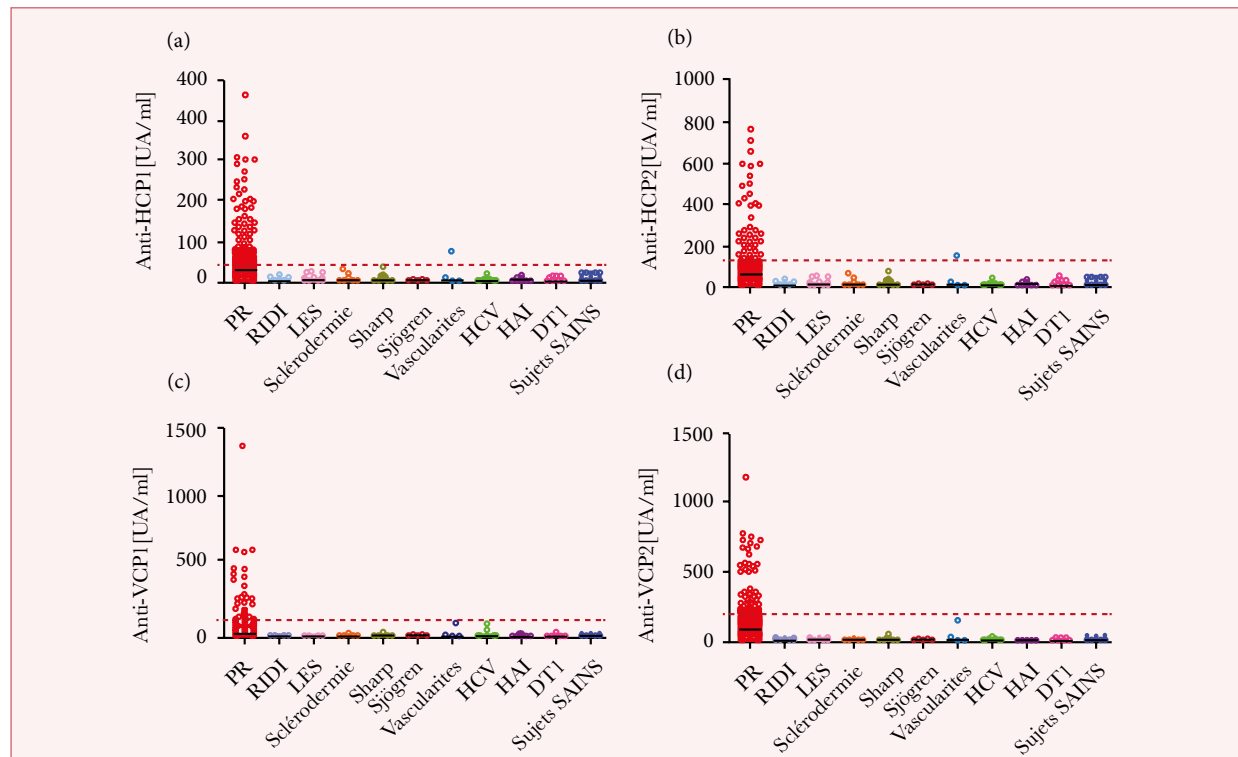 (a)
Anti-HCP1[UA/ml]
400
400
300
200
100
0
PR
RIDI
LES
Sclérodermie
Sharp
Sjögren
Vascularites
HCV
HAI
DT1
Sujets SAINS
(b)
Anti-HCP2[UA/ml]
1000
800
600
400
200
0
PR
RIDI
LES
Sclérodermie
Sharp
Sjögren
Vascularites
HCV
HAI
DT1
Sujets SAINS
(c)
Anti-VCP1[UA/ml]
1500
1000
500
0
PR
RIDI
LES
Sclérodermie
Sharp
Sjögren
Vascularites
HCV
HAI
DT1
Sujets SAINS
(d)
Anti-VCP2[UA/ml]
1500
1000
500
0
PR
RIDI
LES
Sclérodermie
Sharp
Sjögren
Vascularites
HCV
HAI
DT1
Sujets SAINS